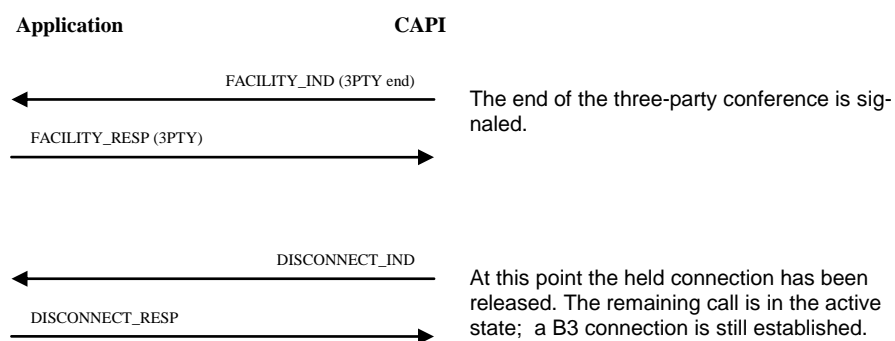 Application CAPI
FACILITY_IND (3PTY end)
The end of the three-party conference is sig-
naled.
FACILITY_RESP (3PTY)
DISCONNECT_IND
At this point the held connection has been
released. The remaining call is in the active
state; a B3 connection is still established.
DISCONNECT_RESP